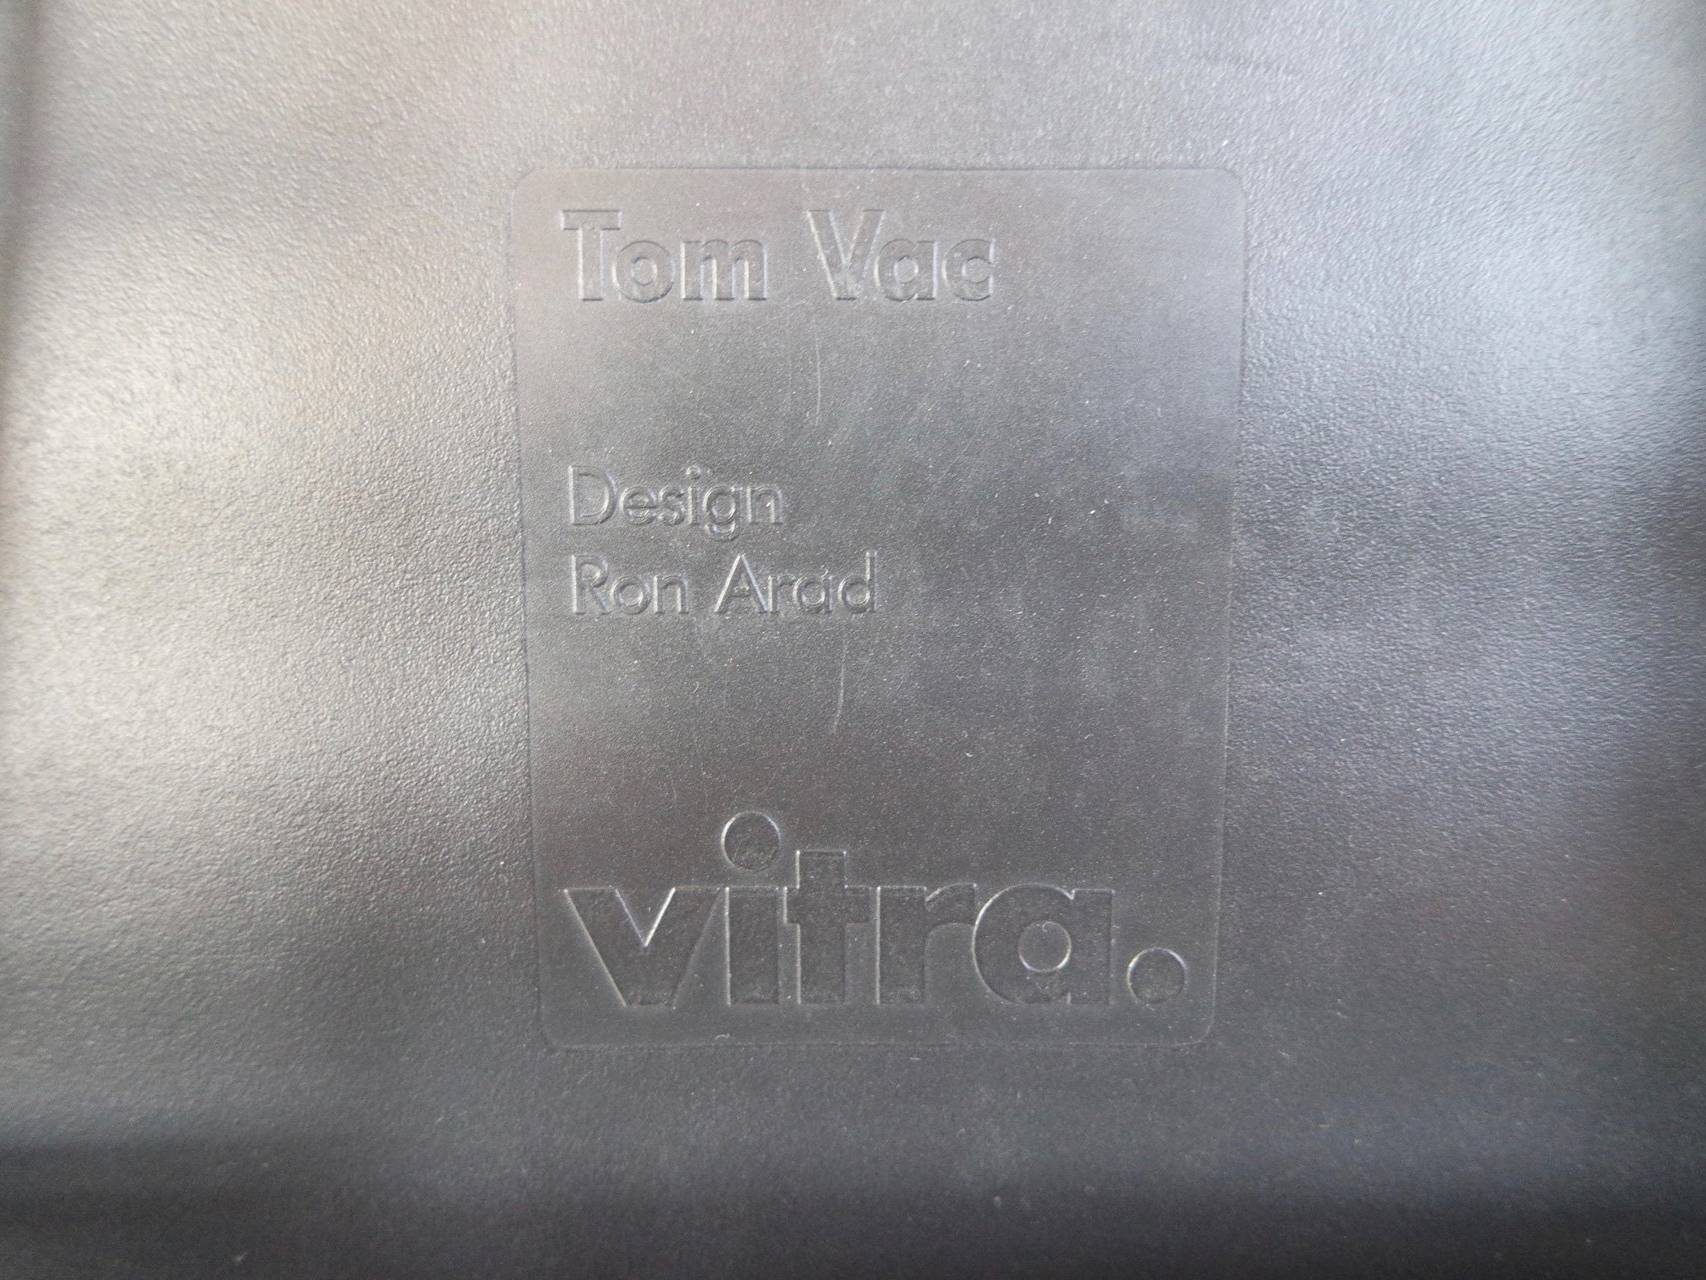 Tom Vac
Design
Ron Arad
vitra.